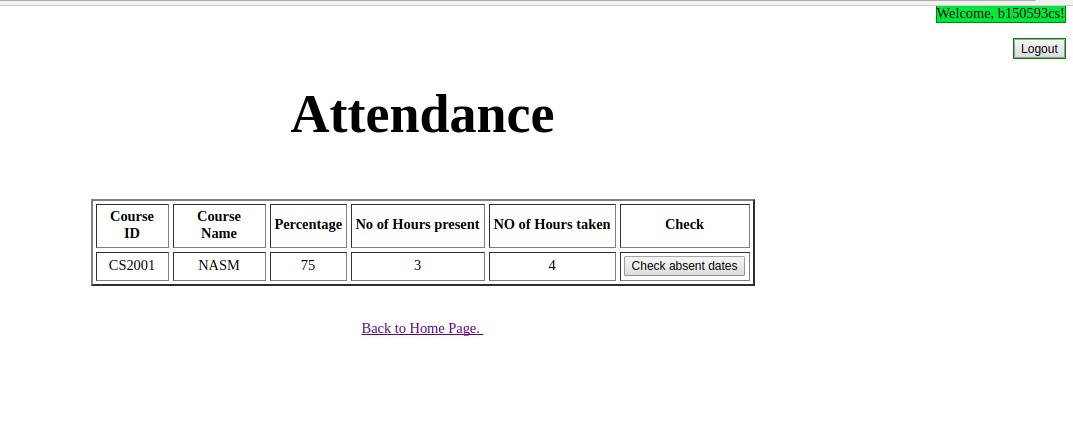 Welcome, b150593cs!
Logout
Attendance
Course ID Course Name Percentage No of Hours present NO of Hours taken Check
CS2001 NASM 75 3 4 Check absent dates
Back to Home Page.